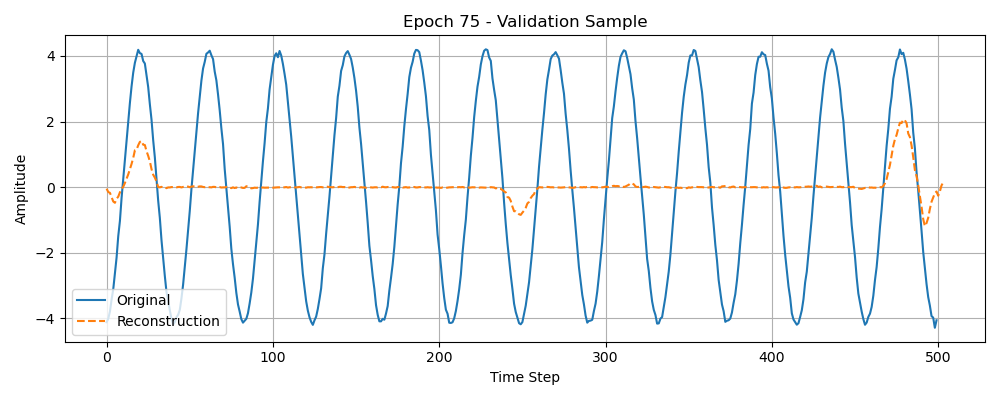 Epoch 75 - Validation Sample
Amplitude
4
2
0
−2
−4
Original
Reconstruction
0
100
200
300
400
500
Time Step